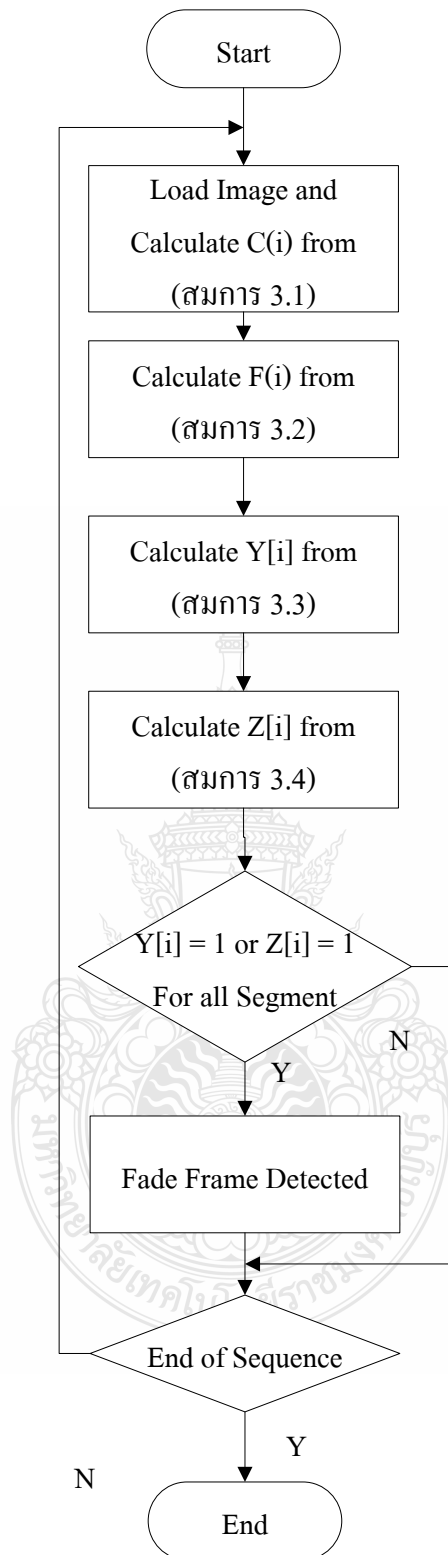 Start
Load Image and
Calculate C(i) from
(สมการ 3.1)
Calculate F(i) from
(สมการ 3.2)
Calculate Y[i] from
(สมการ 3.3)
Calculate Z[i] from
(สมการ 3.4)
Y[i] = 1 or Z[i] = 1
For all Segment
N
Y
Fade Frame Detected
End of Sequence
Y
N
End